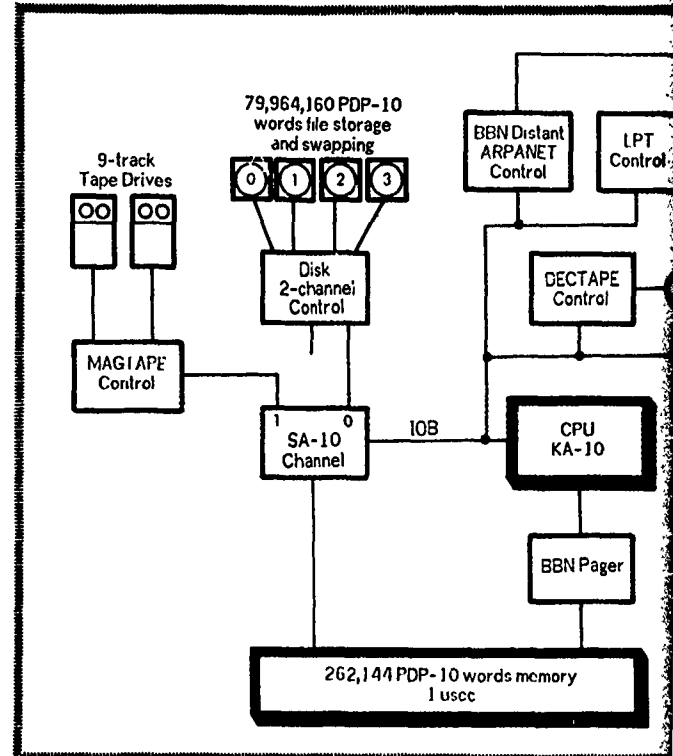 79,964,160 PDP-10
words file storage
and swapping
9-track
Tape Drives
0 1 2 3
BBN Distant
ARPANET
Control
LPT
Control
Disk
2-channel
Control
DECTAPE
Control
MAGTAPE
Control
1 0
SA-10
Channel
IOB
CPU
KA-10
BBN Pager
262,144 PDP-10 words memory
1 usec